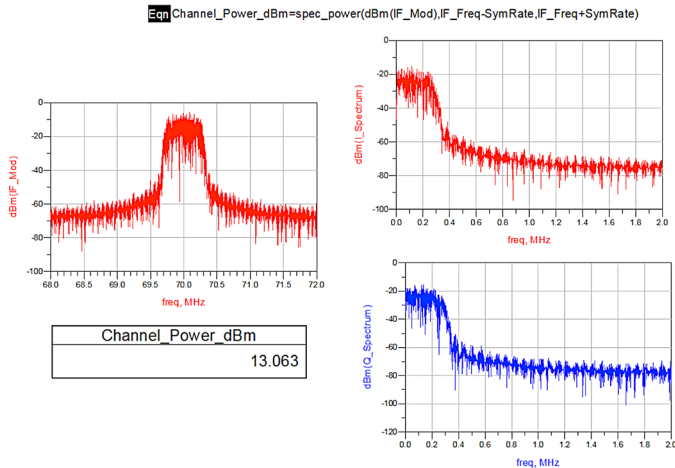 Eqn Channel_Power_dBm=spec_power(dBm(IF_Mod),IF_Freq-SymRate,IF_Freq+SymRate)
dBm(IF_Mod)
0
-20
-40
-60
-80
-100
68.0 68.5 69.0 69.5 70.0 70.5 71.0 71.5 72.0
freq, MHz
Channel_Power_dBm
13.063
dBm(I_Spectrum)
0
-20
-40
-60
-80
-100
0.0 0.2 0.4 0.6 0.8 1.0 1.2 1.4 1.6 1.8 2.0
freq, MHz
dBm(Q_Spectrum)
0
-20
-40
-60
-80
-100
-120
0.0 0.2 0.4 0.6 0.8 1.0 1.2 1.4 1.6 1.8 2.0
freq, MHz